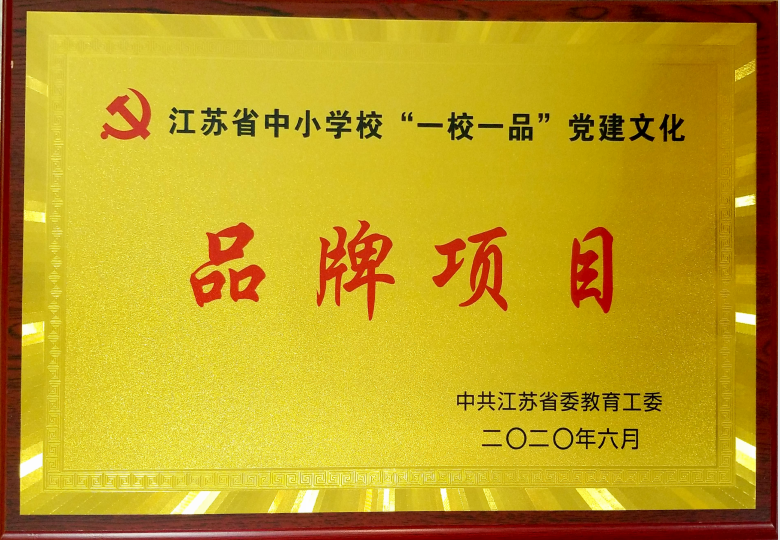 江苏省中小学校“一校一品”党建文化
品牌项目
中共江苏省委教育工委
二〇二〇年六月